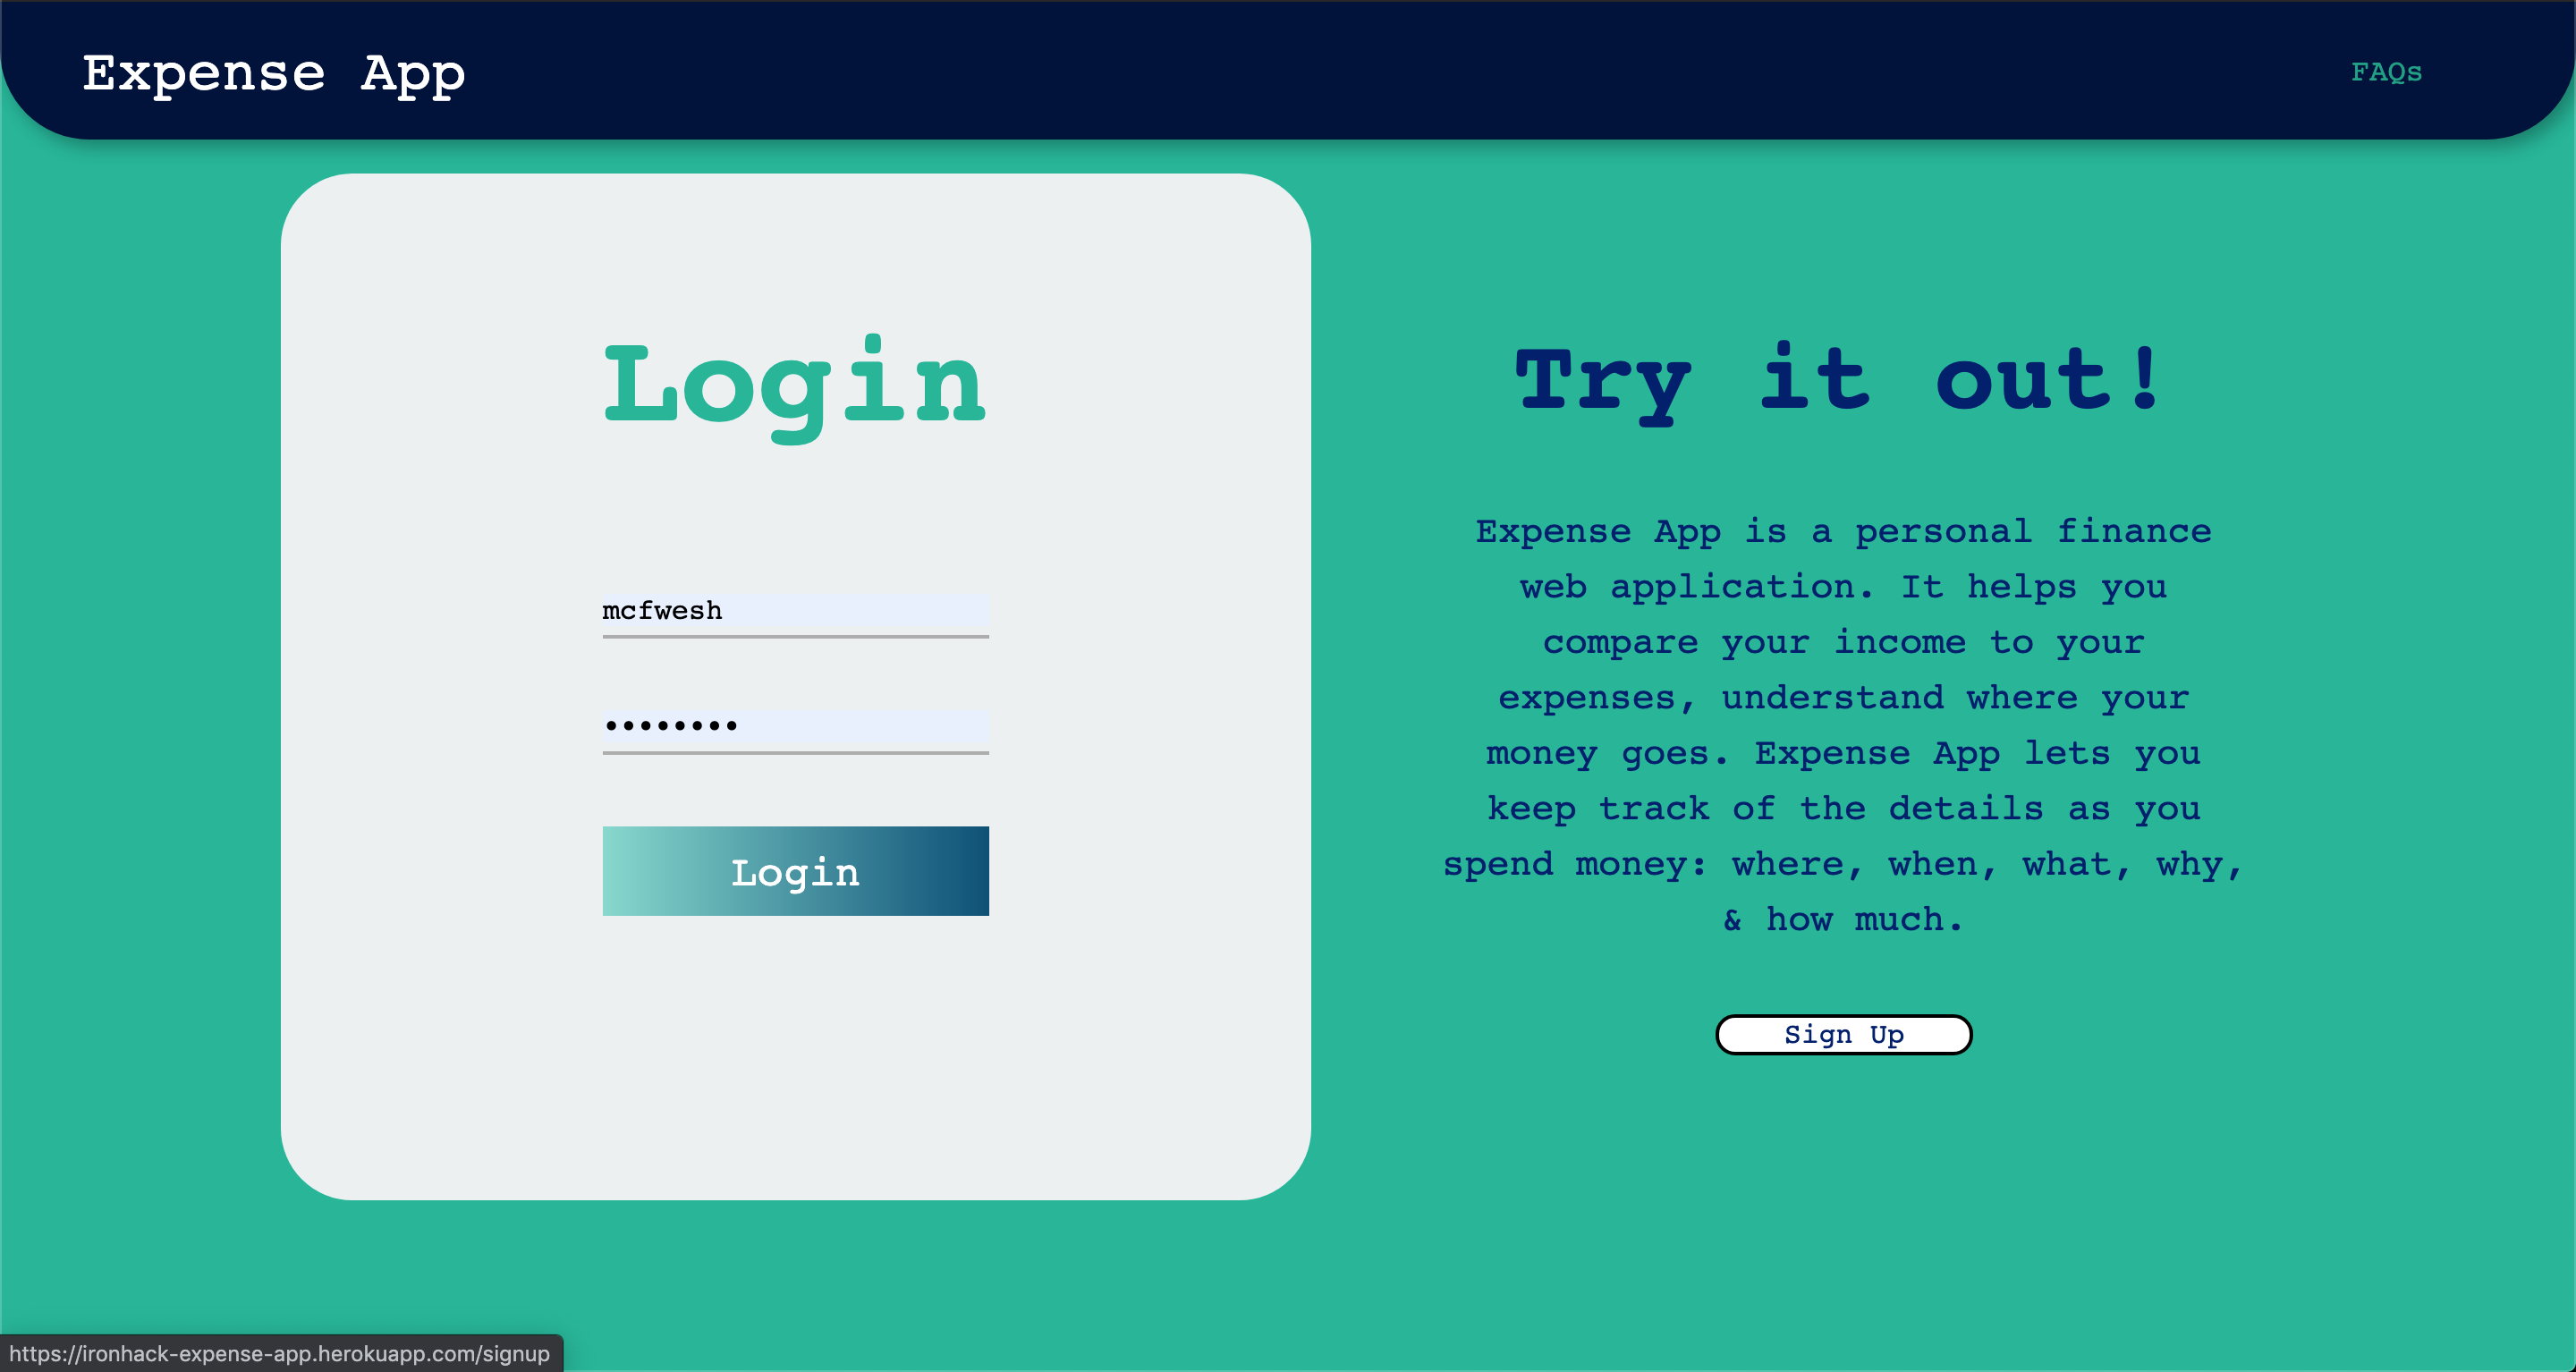 Expense App
FAQs
Login
mcfwesh
••••••••
Login
Try it out!
Expense App is a personal finance
web application. It helps you
compare your income to your
expenses, understand where your
money goes. Expense App lets you
keep track of the details as you
spend money: where, when, what, why,
& how much.
Sign Up
https://ironhack-expense-app.herokuapp.com/signup